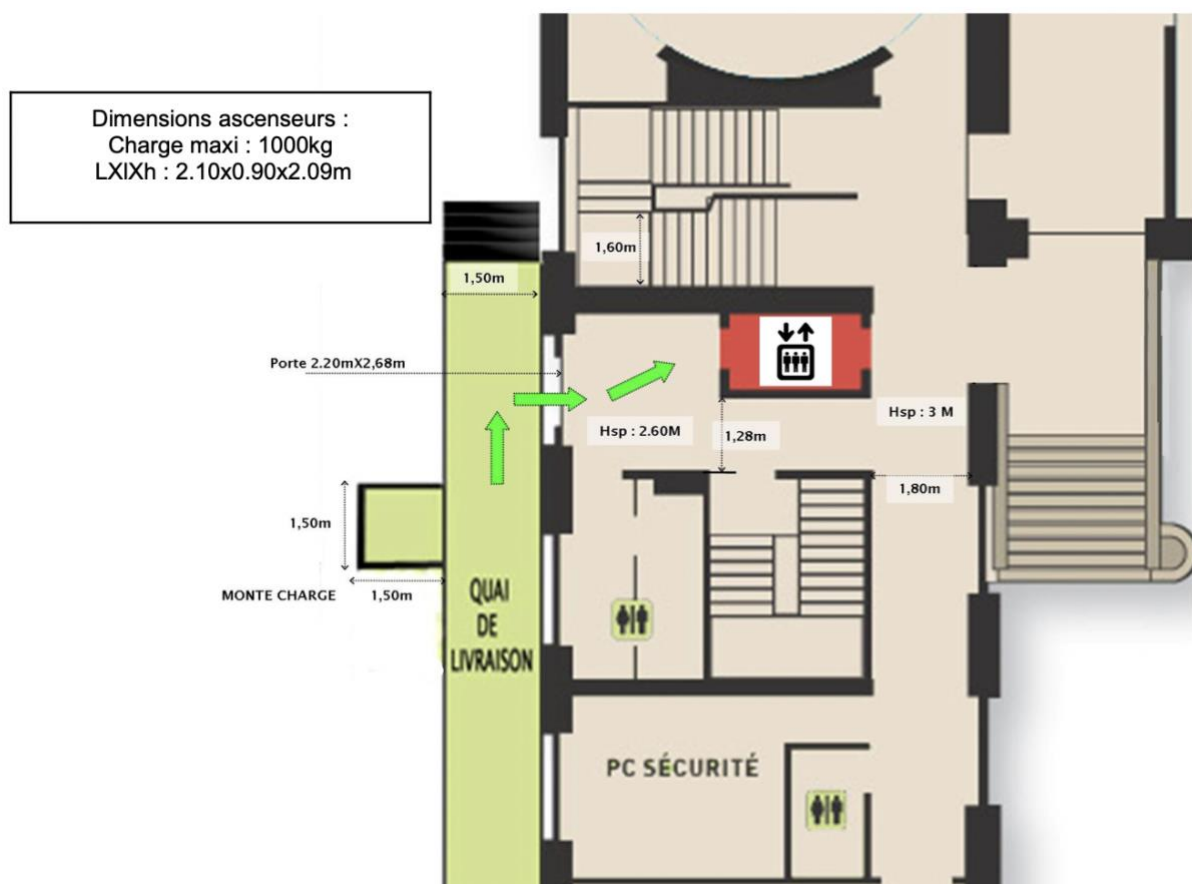 Dimensions ascenseurs :
Charge maxi : 1000kg
LXlXh : 2.10x0.90x2.09m
1,60m
1,50m
Porte 2.20mX2,68m
Hsp : 2.60M
1,28m
Hsp : 3 M
1,80m
1,50m
MONTE CHARGE
1,50m
QUAI
DE
LIVRAISON
PC SÉCURITÉ